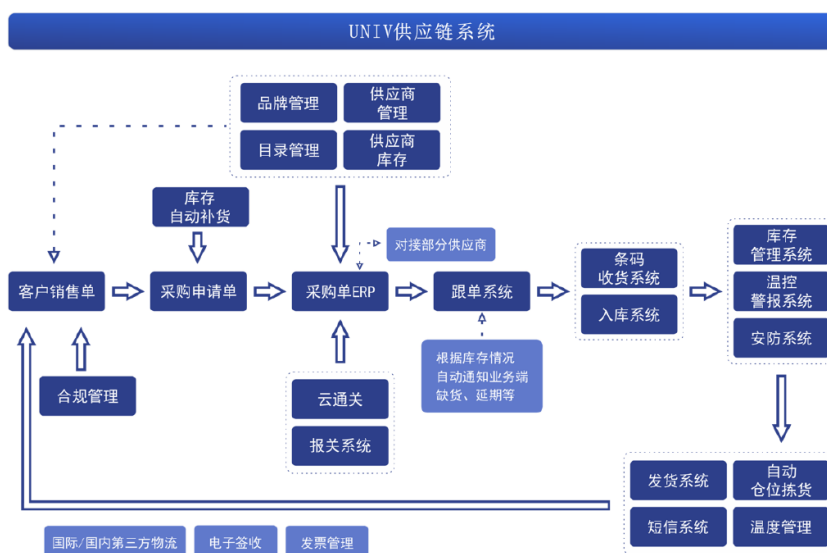 UNIV供应链系统
品牌管理
供应商
管理
目录管理
供应商
库存
库存
自动补货
对接部分供应商
客户销售单
采购申请单
采购单ERP
跟单系统
条码
收货系统
入库系统
库存
管理系统
温控
警报系统
安防系统
合规管理
云通关
报关系统
根据库存情况
自动通知业务端
缺货、延期等
发货系统
自动
仓位拣货
短信系统
温度管理
国际/国内第三方物流
电子签收
发票管理